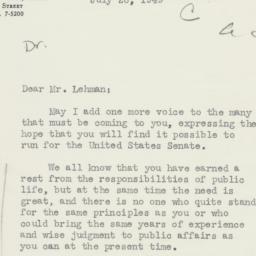 Street
7-5200
July 20, 1949
C
Dr.
Dear Mr. Lehman:
May I add one more voice to the many
that must be coming to you, expressing the
hope that you will find it possible to
run for the United States Senate.
We all know that you have earned a
rest from the responsibilities of public
life, but at the same time the need is
great, and there is no one who quite stand
for the same principles as you or who
could bring the same years of experience
and wise judgment to public affairs as
you can at the present time.